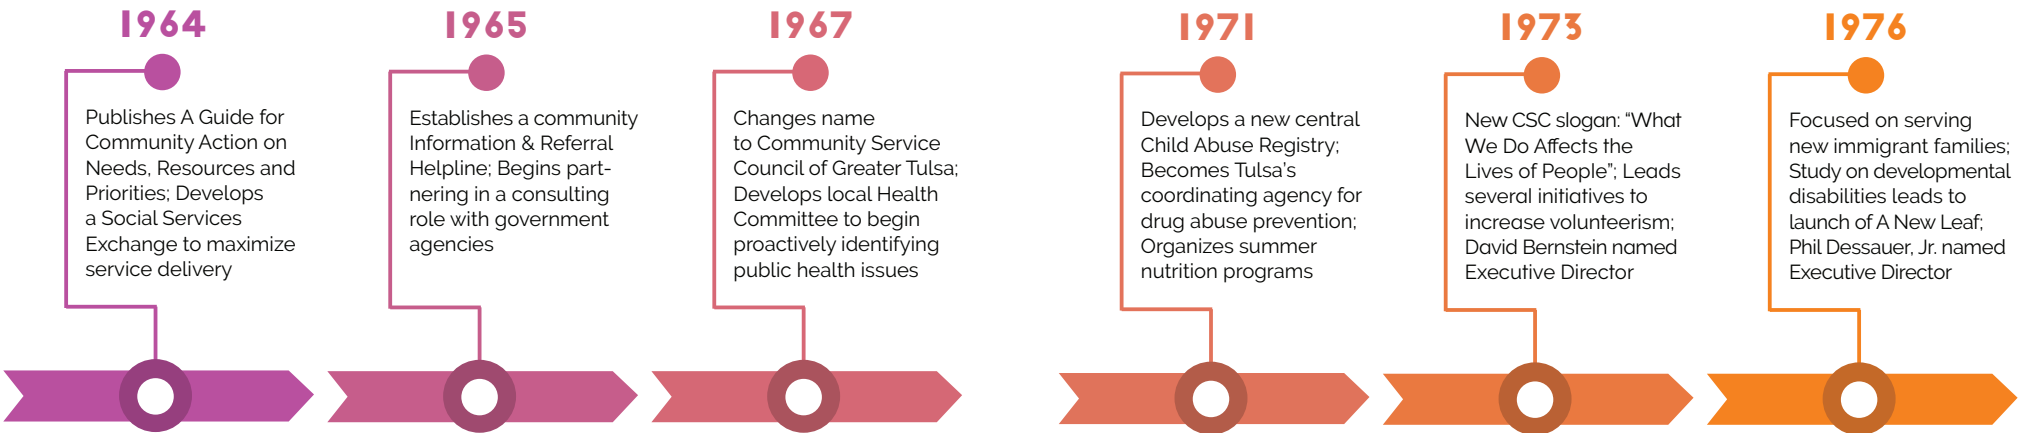 1964
Publishes A Guide for
Community Action on
Needs, Resources and
Priorities; Develops
a Social Services
Exchange to maximize
service delivery
1965
Establishes a community
Information & Referral
Helpline; Begins part-
nering in a consulting
role with government
agencies
1967
Changes name
to Community Service
Council of Greater Tulsa;
Develops local Health
Committee to begin
proactively identifying
public health issues
1971
Develops a new central
Child Abuse Registry;
Becomes Tulsa's
coordinating agency for
drug abuse prevention;
Organizes summer
nutrition programs
1973
New CSC slogan: “What
We Do Affects the
Lives of People”; Leads
several initiatives to
increase volunteerism;
David Bernstein named
Executive Director
1976
Focused on serving
new immigrant families;
Study on developmental
disabilities leads to
launch of A New Leaf;
Phil Dessauer, Jr. named
Executive Director